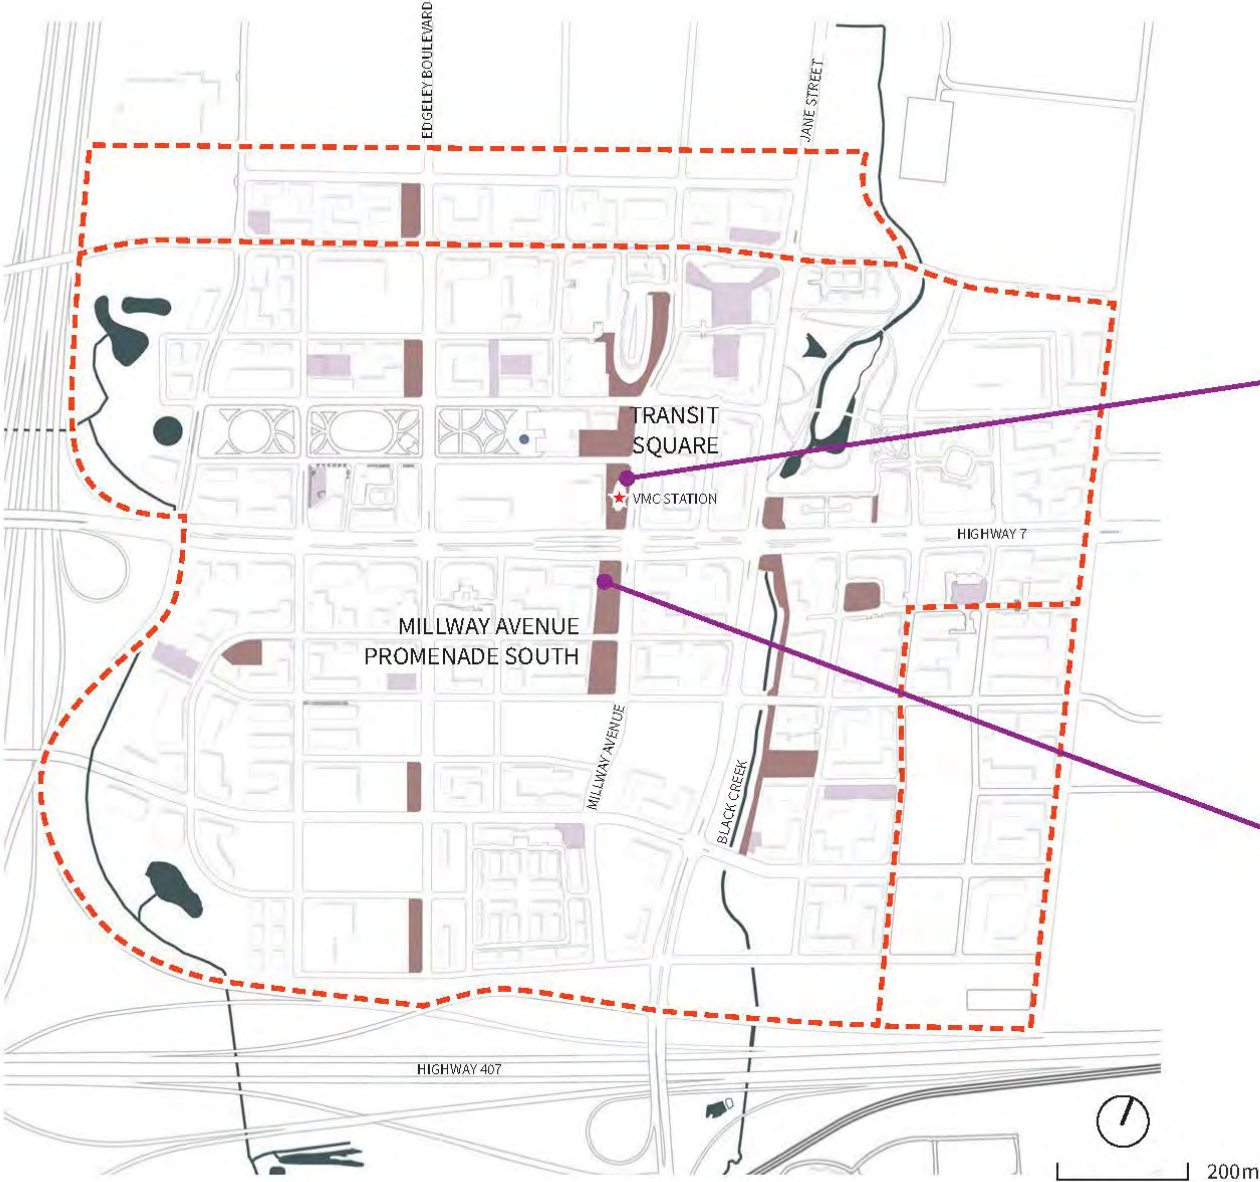 EDGELEY BOULEVARD
JANE STREET
TRANSIT
SQUARE
VMC STATION
HIGHWAY 7
MILLWAY AVENUE
PROMENADE SOUTH
MILLWAY AVENUE
BLACK CREEK
HIGHWAY 407
200m